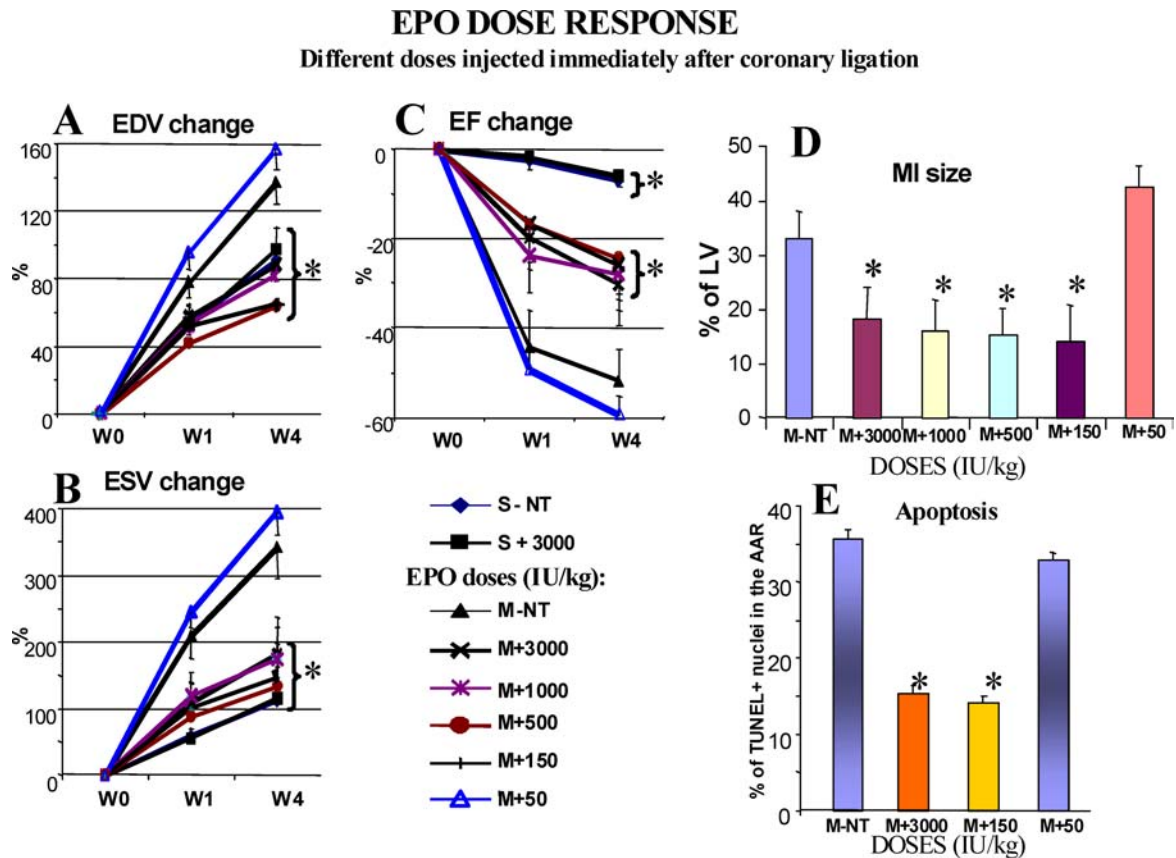 EPO DOSE RESPONSE
Different doses injected immediately after coronary ligation
A
EDV change
160
120
80
40
0
%
W0 W1 W4
*
B
ESV change
400
300
200
100
0
%
W0 W1 W4
*
C
EF change
0
-20
-40
-60
%
W0 W1 W4
*
*
S - NT
S + 3000
EPO doses (IU/kg):
M-NT
M+3000
M+1000
M+500
M+150
M+50
D
MI size
50
40
30
20
10
0
% of LV
* * * *
M-NT M+3000 M+1000 M+500 M+150 M+50
DOSES (IU/kg)
E
Apoptosis
40
30
20
10
0
% of TUNEL+ nuclei in the AAR
* *
M-NT M+3000 M+150 M+50
DOSES (IU/kg)